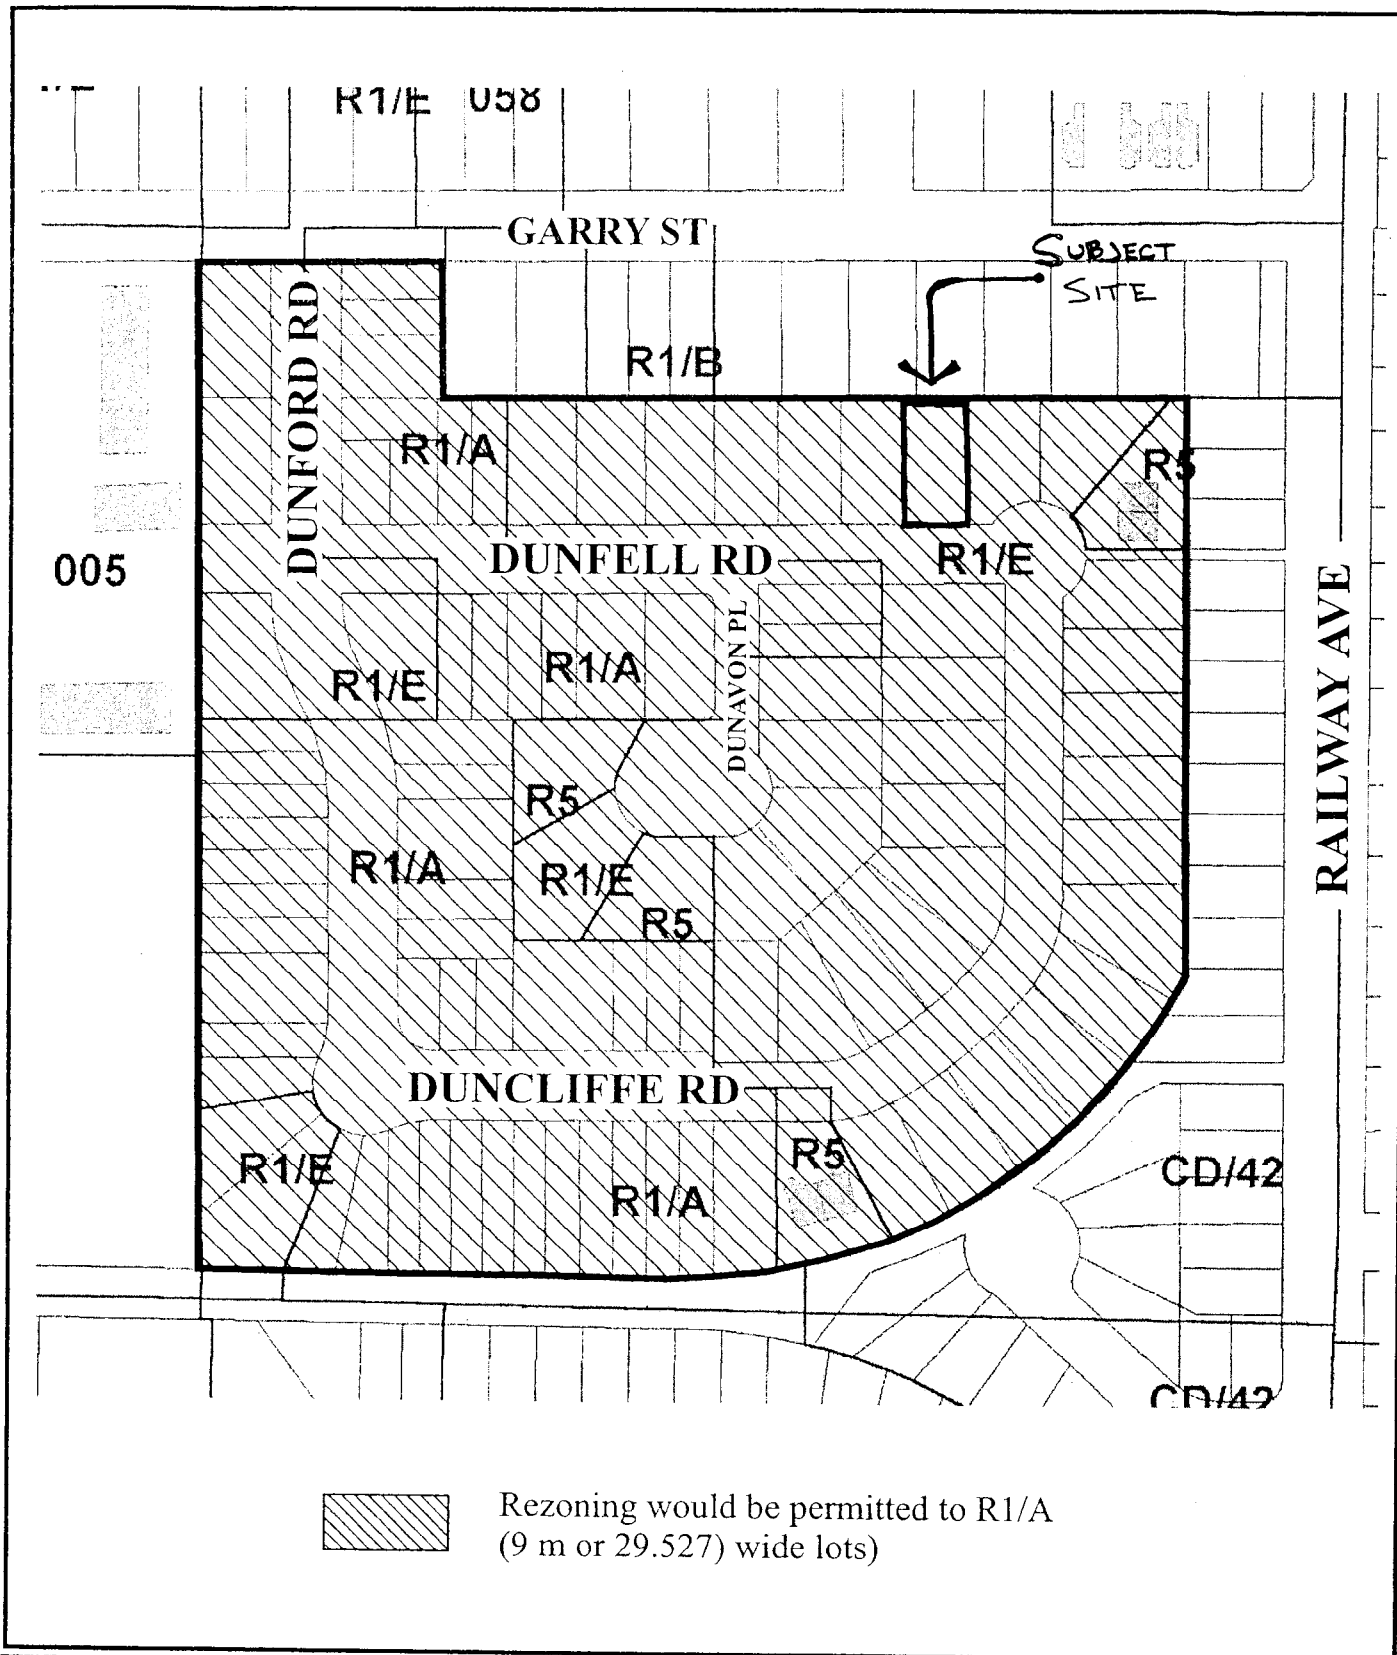 R1/E 058
GARRY ST
SUBJECT
SITE
DUNFORD RD
R1/B
R1/A
R5
005
DUNFELL RD
R1/E
DUNAVON PL
R1/E
R1/A
RAILWAY AVE
R5
R1/A
R1/E
R5
DUNCLIFFE RD
R1/E
R5
CD/42
R1/A
CD/42
Rezoning would be permitted to R1/A
(9 m or 29.527) wide lots)